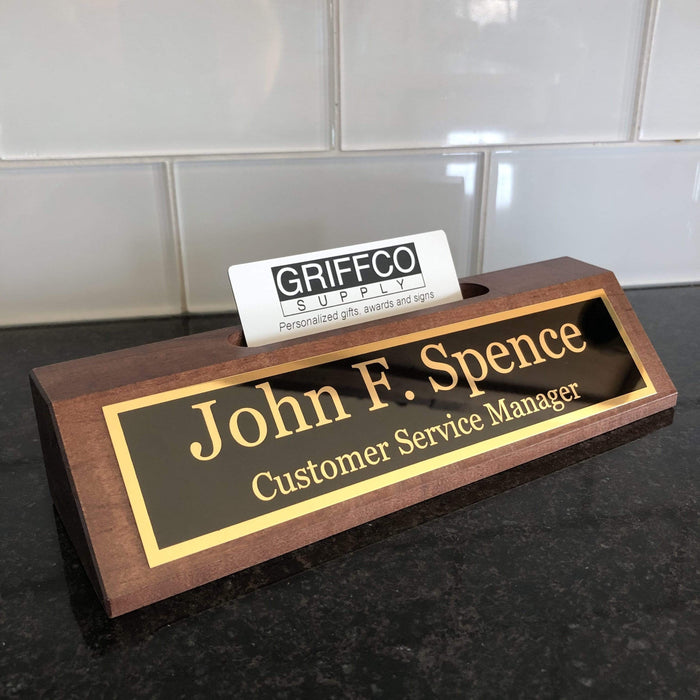 GRIFFCO
SUPPLY
Personalized gifts, awards and signs
John F. Spence
Customer Service Manager